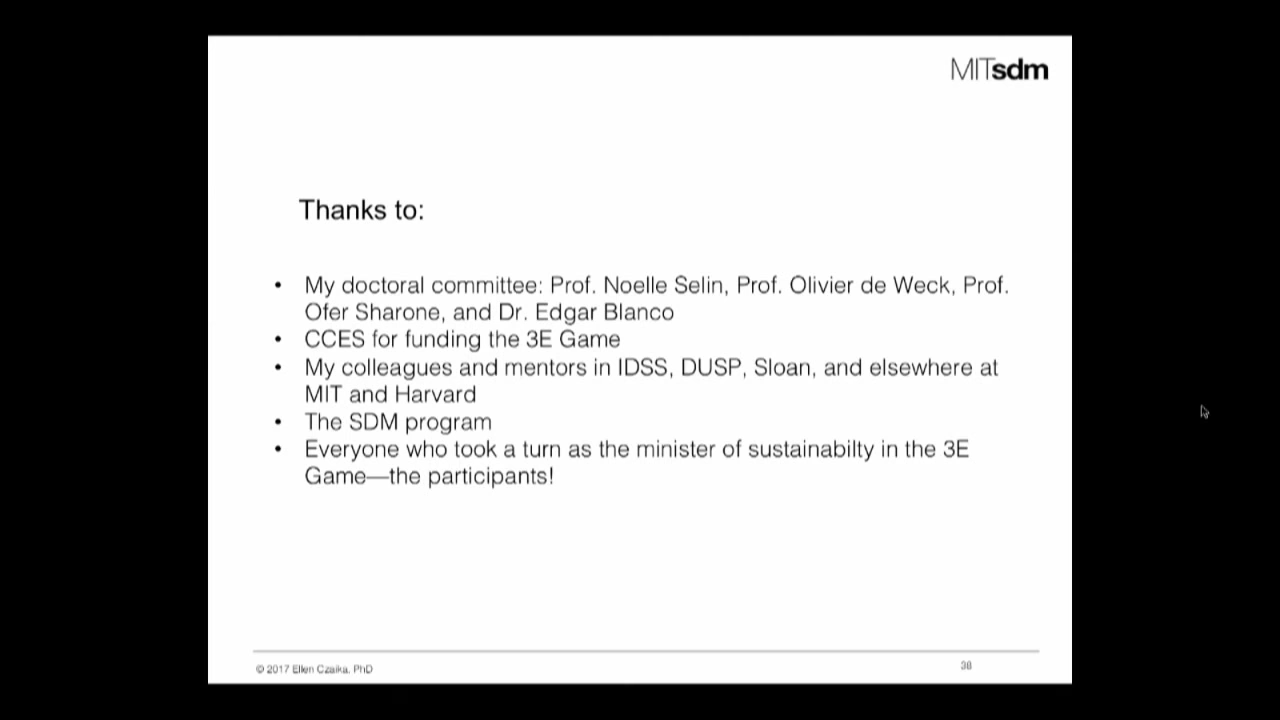 MITsdm
Thanks to:
• My doctoral committee: Prof. Noelle Selin, Prof. Olivier de Weck, Prof.
Ofer Sharone, and Dr. Edgar Blanco
• CCES for funding the 3E Game
• My colleagues and mentors in IDSS, DUSP, Sloan, and elsewhere at
MIT and Harvard
• The SDM program
• Everyone who took a turn as the minister of sustainabilty in the 3E
Game—the participants!
© 2017 Ellen Czaika, PhD
38